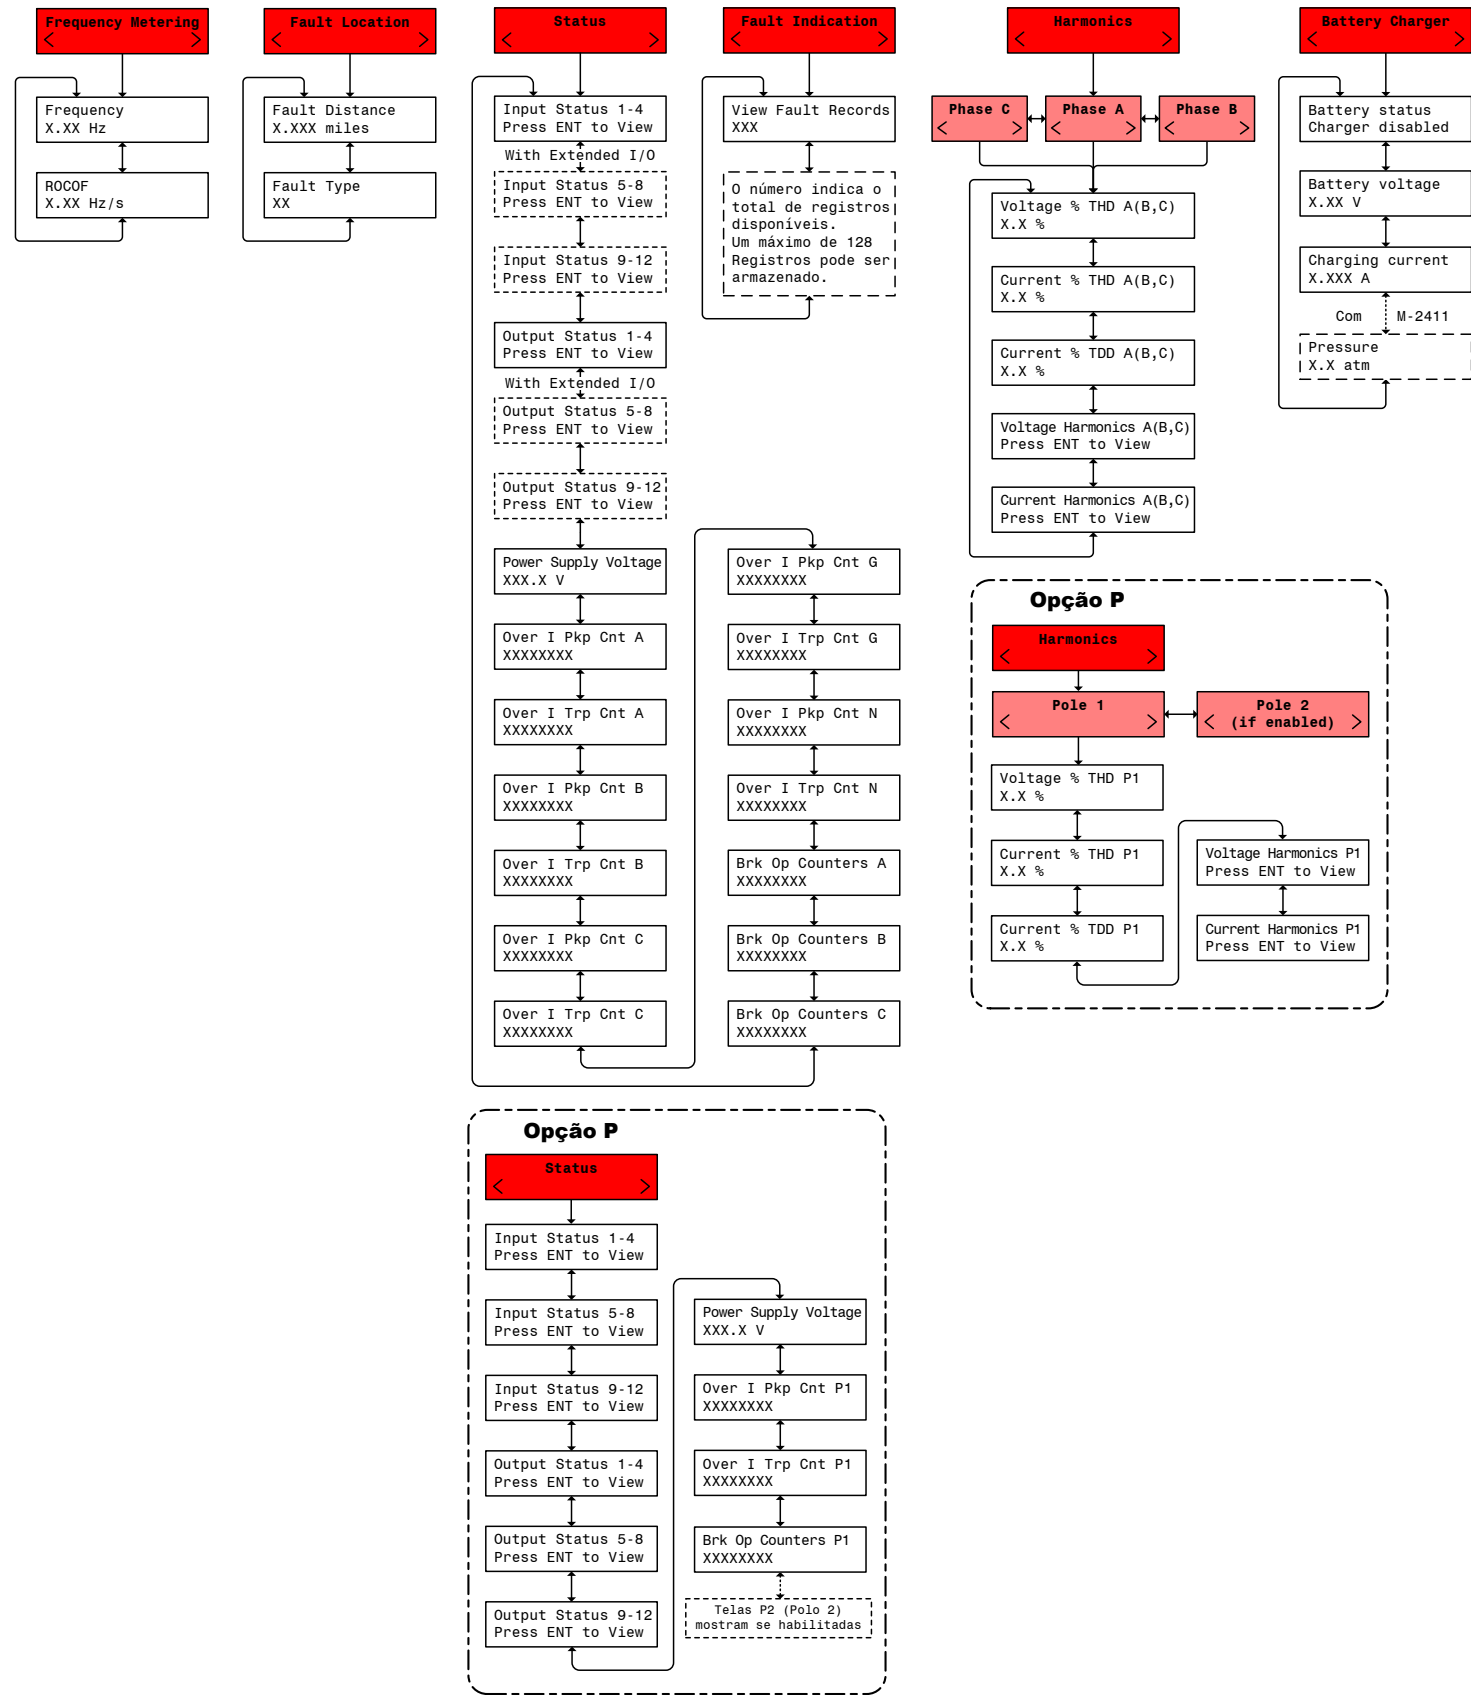 Frequency Metering
< >
Frequency
X.XX Hz
ROCOF
X.XX Hz/s
Fault Location
< >
Fault Distance
X.XXX miles
Fault Type
XX
Status
< >
Input Status 1-4
Press ENT to View
With Extended I/O
Input Status 5-8
Press ENT to View
Input Status 9-12
Press ENT to View
Output Status 1-4
Press ENT to View
With Extended I/O
Output Status 5-8
Press ENT to View
Output Status 9-12
Press ENT to View
Power Supply Voltage
XXX.X V
Over I Pkp Cnt A
XXXXXXXX
Over I Trp Cnt A
XXXXXXXX
Over I Pkp Cnt B
XXXXXXXX
Over I Trp Cnt B
XXXXXXXX
Over I Pkp Cnt C
XXXXXXXX
Over I Trp Cnt C
XXXXXXXX
Over I Pkp Cnt G
XXXXXXXX
Over I Trp Cnt G
XXXXXXXX
Over I Pkp Cnt N
XXXXXXXX
Over I Trp Cnt N
XXXXXXXX
Brk Op Counters A
XXXXXXXX
Brk Op Counters B
XXXXXXXX
Brk Op Counters C
XXXXXXXX
Fault Indication
< >
View Fault Records
XXX
O número indica o
total de registros
disponíveis.
Um máximo de 128
Registros pode ser
armazenado.
Harmonics
< >
Phase C
< >
Phase A
< >
Phase B
< >
Voltage % THD A(B,C)
X.X %
Current % THD A(B,C)
X.X %
Current % TDD A(B,C)
X.X %
Voltage Harmonics A(B,C)
Press ENT to View
Current Harmonics A(B,C)
Press ENT to View
Battery Charger
< >
Battery status
Charger disabled
Battery voltage
X.XX V
Charging current
X.XXX A
Com M-2411
Pressure
X.X atm
Opção P
Harmonics
< >
Pole 1
< >
Pole 2
< (if enabled) >
Voltage % THD P1
X.X %
Current % THD P1
X.X %
Current % TDD P1
X.X %
Voltage Harmonics P1
Press ENT to View
Current Harmonics P1
Press ENT to View
Opção P
Status
< >
Input Status 1-4
Press ENT to View
Input Status 5-8
Press ENT to View
Input Status 9-12
Press ENT to View
Output Status 1-4
Press ENT to View
Output Status 5-8
Press ENT to View
Output Status 9-12
Press ENT to View
Power Supply Voltage
XXX.X V
Over I Pkp Cnt P1
XXXXXXXX
Over I Trp Cnt P1
XXXXXXXX
Brk Op Counters P1
XXXXXXXX
Telas P2 (Polo 2)
mostram se habilitadas